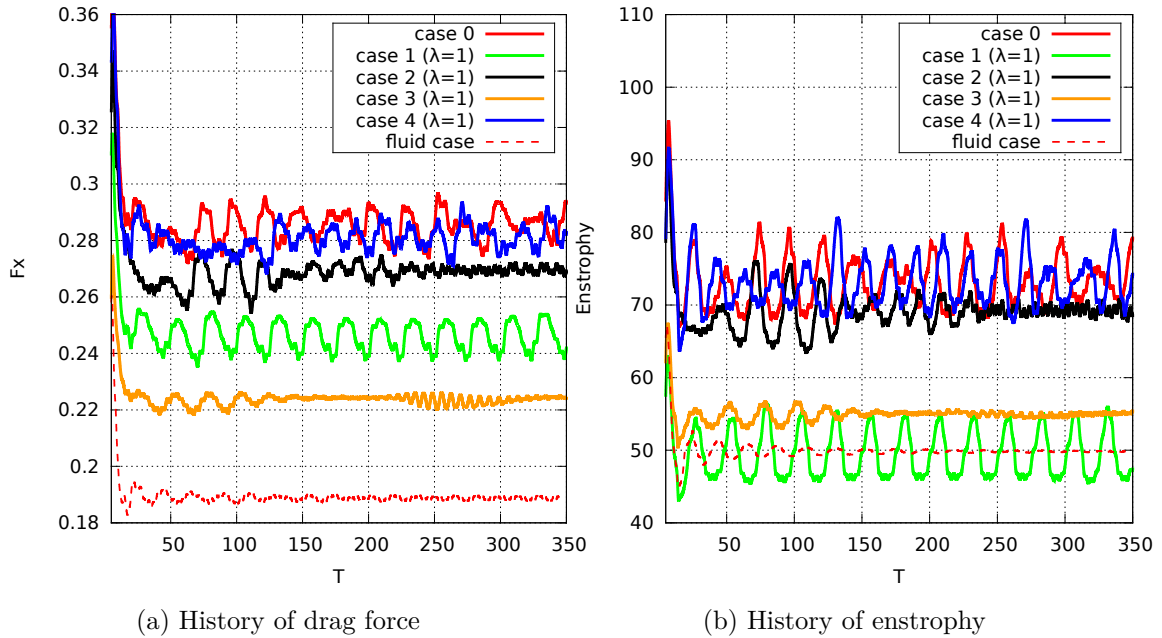 0.36
0.34
0.32
0.3
0.28
0.26
0.24
0.22
0.2
0.18
Fx
50 100 150 200 250 300 350
T
case 0
case 1 (λ=1)
case 2 (λ=1)
case 3 (λ=1)
case 4 (λ=1)
fluid case
(a) History of drag force
110
100
90
80
70
60
50
40
Enstrophy
50 100 150 200 250 300 350
T
case 0
case 1 (λ=1)
case 2 (λ=1)
case 3 (λ=1)
case 4 (λ=1)
fluid case
(b) History of enstrophy